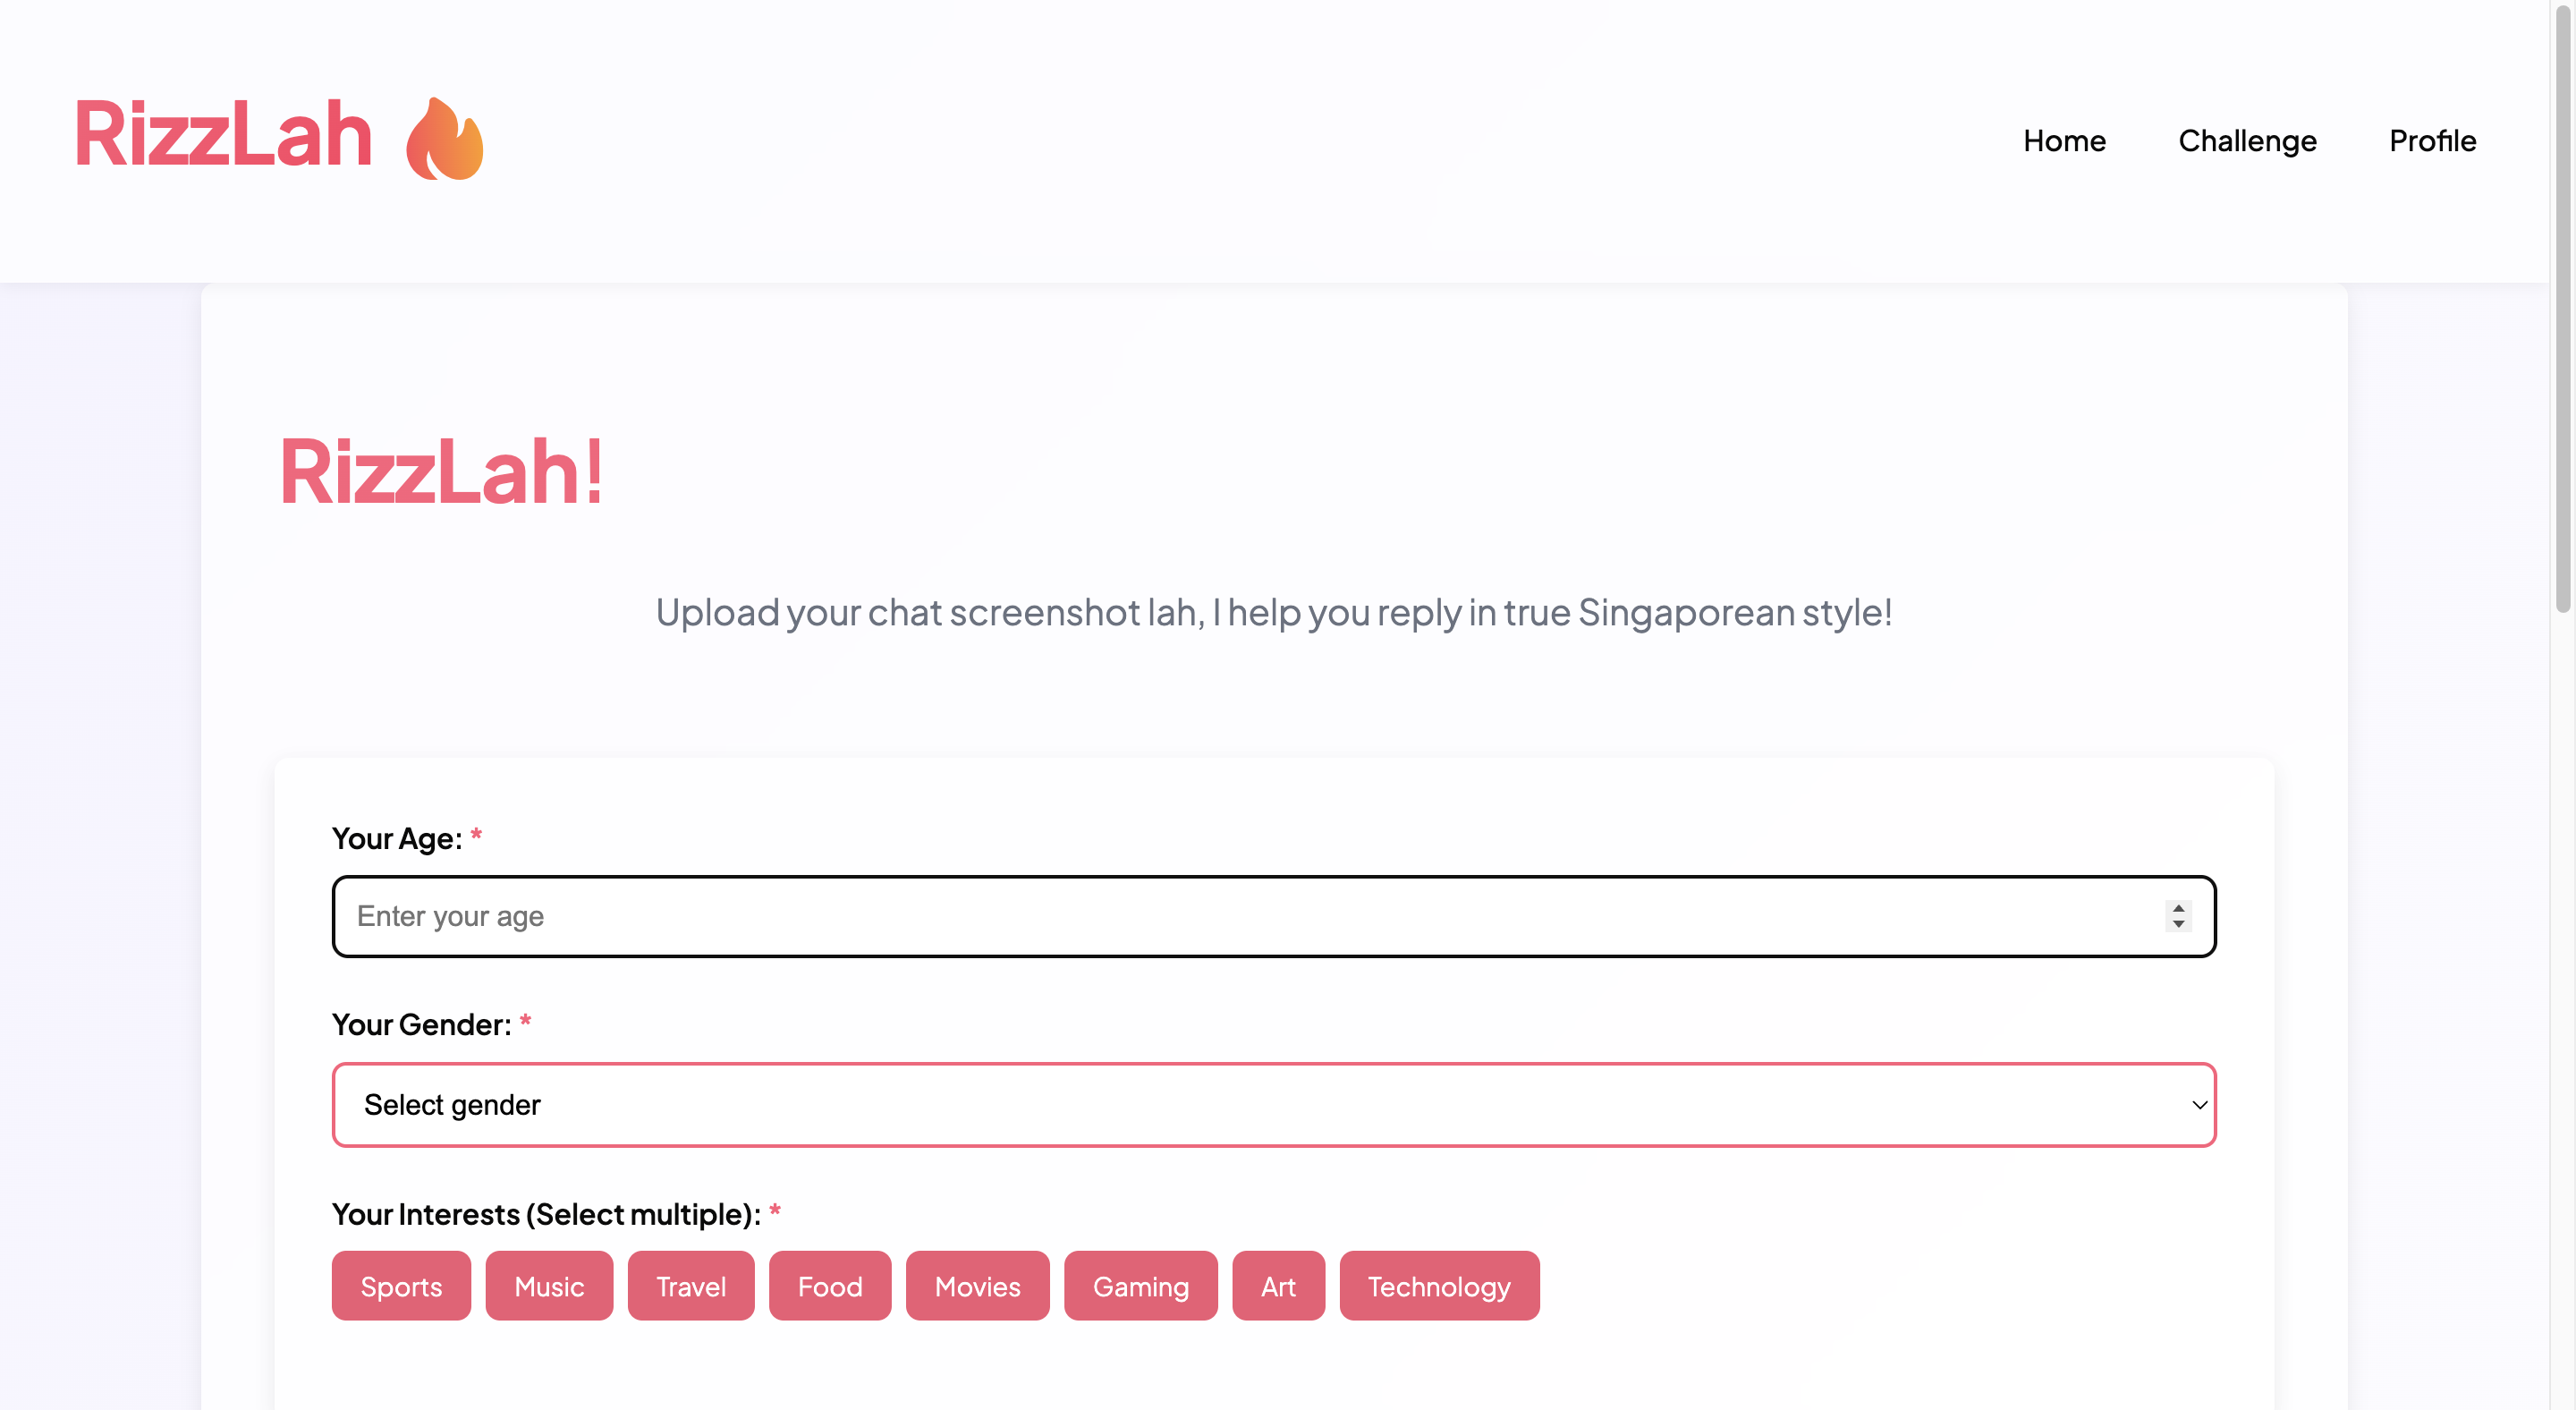 RizzLah
Home Challenge Profile
RizzLah!
Upload your chat screenshot lah, I help you reply in true Singaporean style!
Your Age: *
Enter your age
Your Gender: *
Select gender
Your Interests (Select multiple): *
Sports Music Travel Food Movies Gaming Art Technology